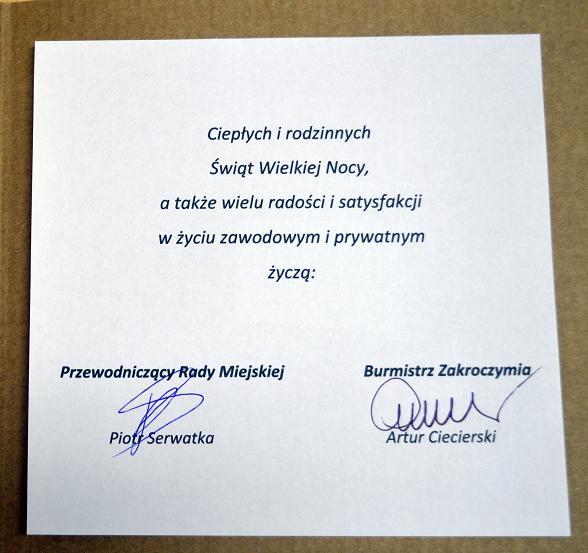 Ciepłych i rodzinnych
Świąt Wielkiej Nocy,
a także wielu radości i satysfakcji
w życiu zawodowym i prywatnym
życzą:
Przewodniczący Rady Miejskiej
Burmistrz Zakroczymia
Piotr Serwatka
Artur Ciecierski